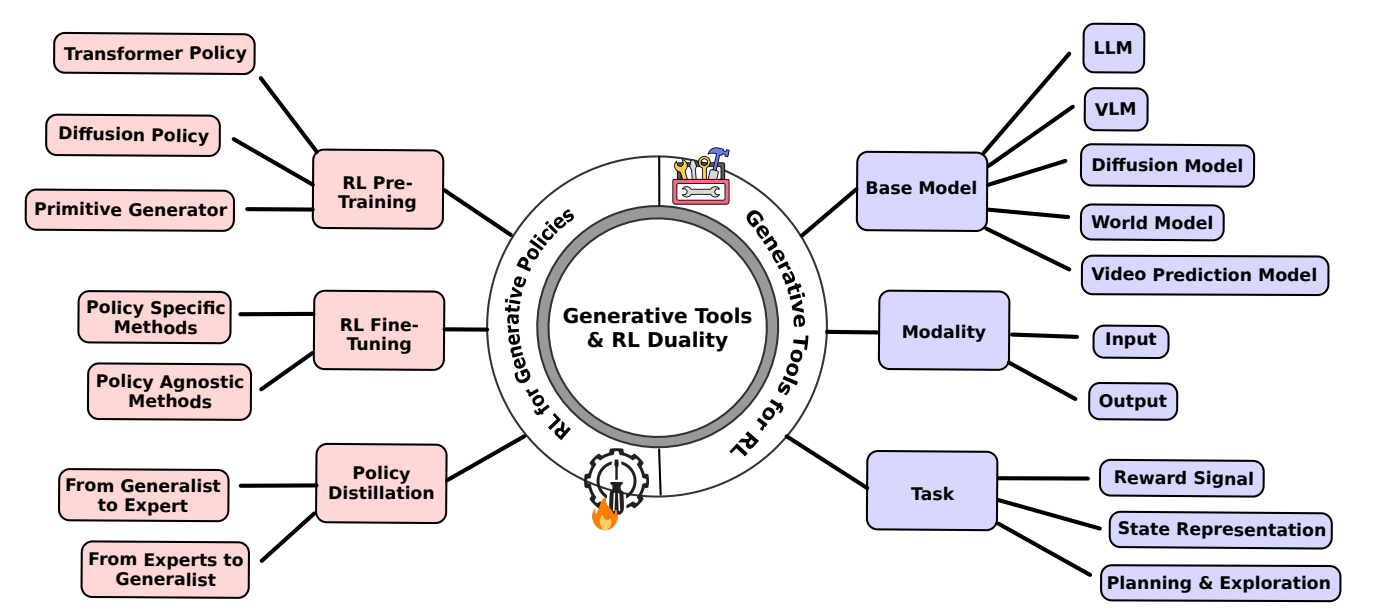 Transformer Policy
Diffusion Policy
Primitive Generator
RL Pre-
Training
Policy Specific
Methods
Policy Agnostic
Methods
RL Fine-
Tuning
From Generalist
to Expert
From Experts to
Generalist
Policy
Distillation
RL for Generative Policies
Generative Tools
& RL Duality
Generative Tools for RL
Base Model
LLM
VLM
Diffusion Model
World Model
Video Prediction Model
Modality
Input
Output
Task
Reward Signal
State Representation
Planning & Exploration